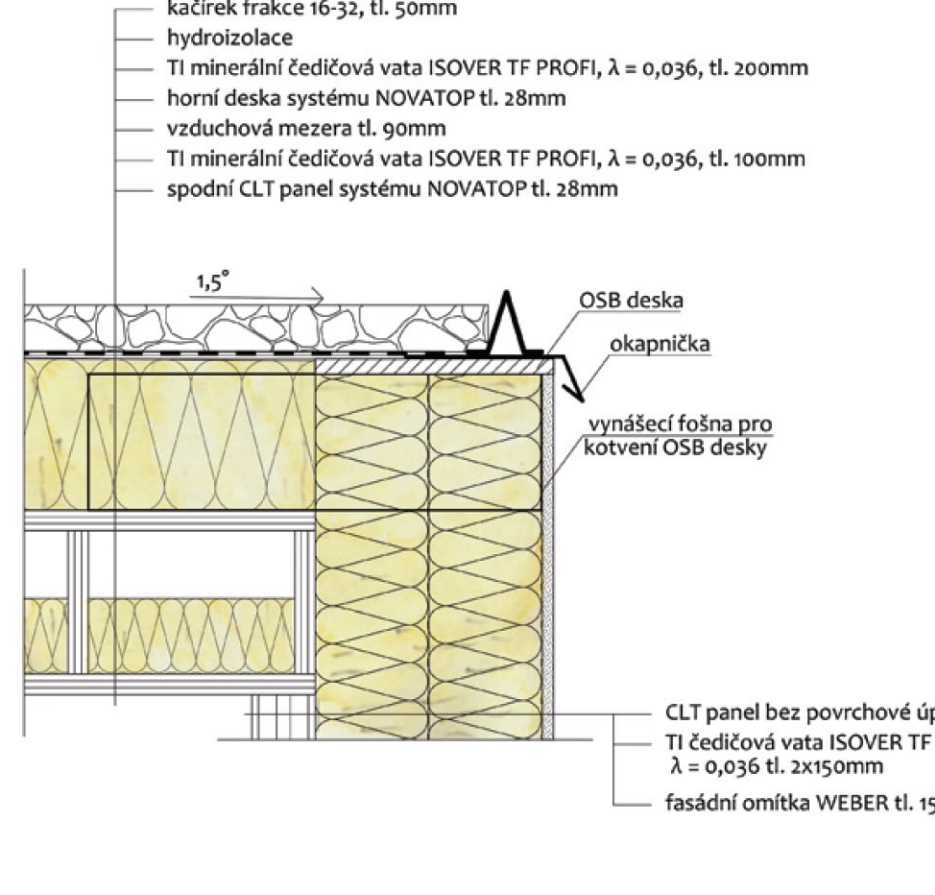 kačírek frakce 16-32, tl. 50mm
hydroizolace
TI minerální čedičová vata ISOVER TF PROFI, λ = 0,036, tl. 200mm
horní deska systému NOVATOP tl. 28mm
vzduchová mezera tl. 90mm
TI minerální čedičová vata ISOVER TF PROFI, λ = 0,036, tl. 100mm
spodní CLT panel systému NOVATOP tl. 28mm
1,5°
OSB deska
okapnička
vynášecí fošna pro
kotvení OSB desky
CLT panel bez povrchové
TI čedičová vata ISOVER TF
λ = 0,036 tl. 2x150mm
fasádní omítka WEBER tl.